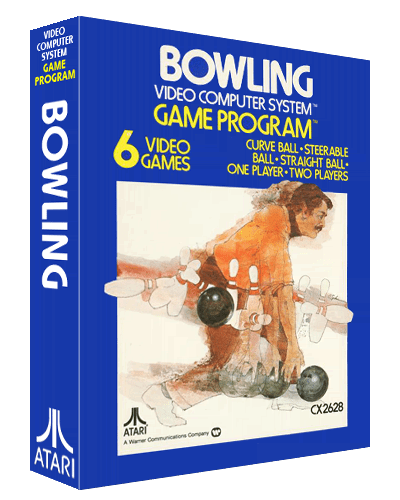 VIDEO
COMPUTER
SYSTEM
GAME
PROGRAM
BOWLING
ATARI
BOWLING
VIDEO COMPUTER SYSTEM™
GAME PROGRAM™
6 VIDEO
GAMES
CURVE BALL • STEERABLE
BALL • STRAIGHT BALL •
ONE PLAYER • TWO PLAYERS
CX2628
ATARI®
A Warner Communications Company